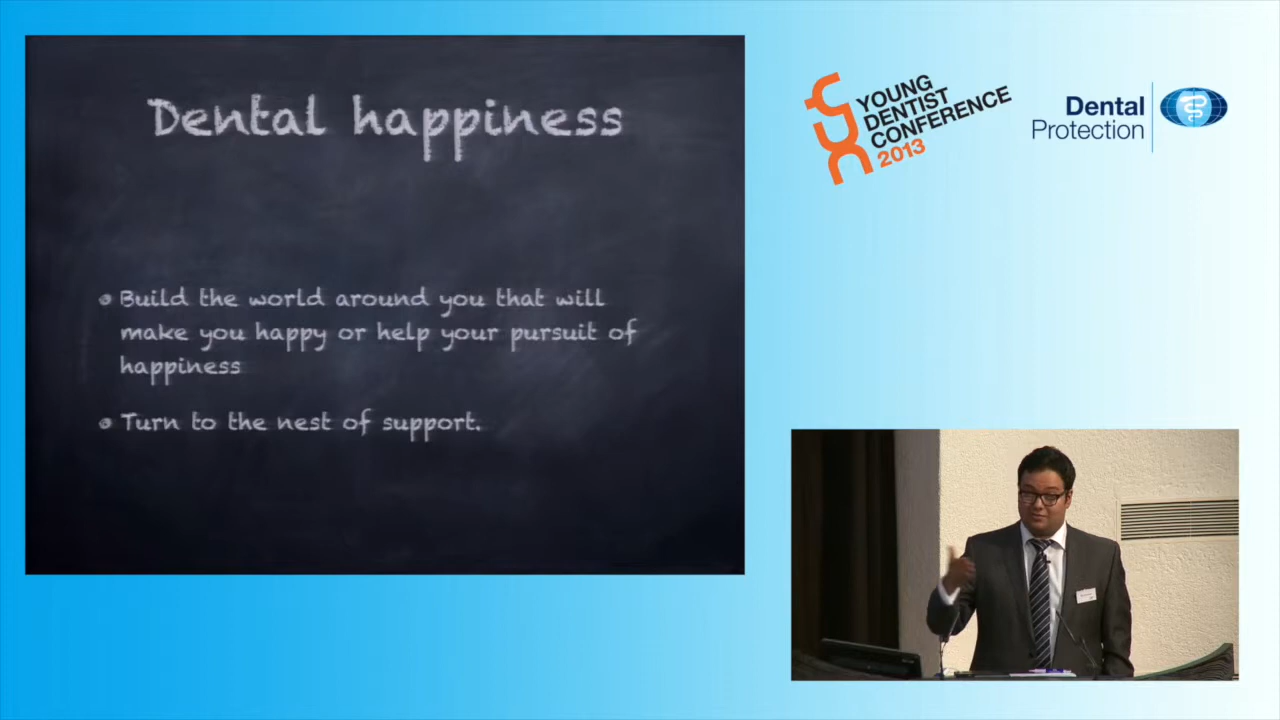 Dental happiness
Build the world around you that will
make you happy or help your pursuit of
happiness
Turn to the nest of support.
YOUNG
DENTIST
CONFERENCE
2013
Dental
Protection